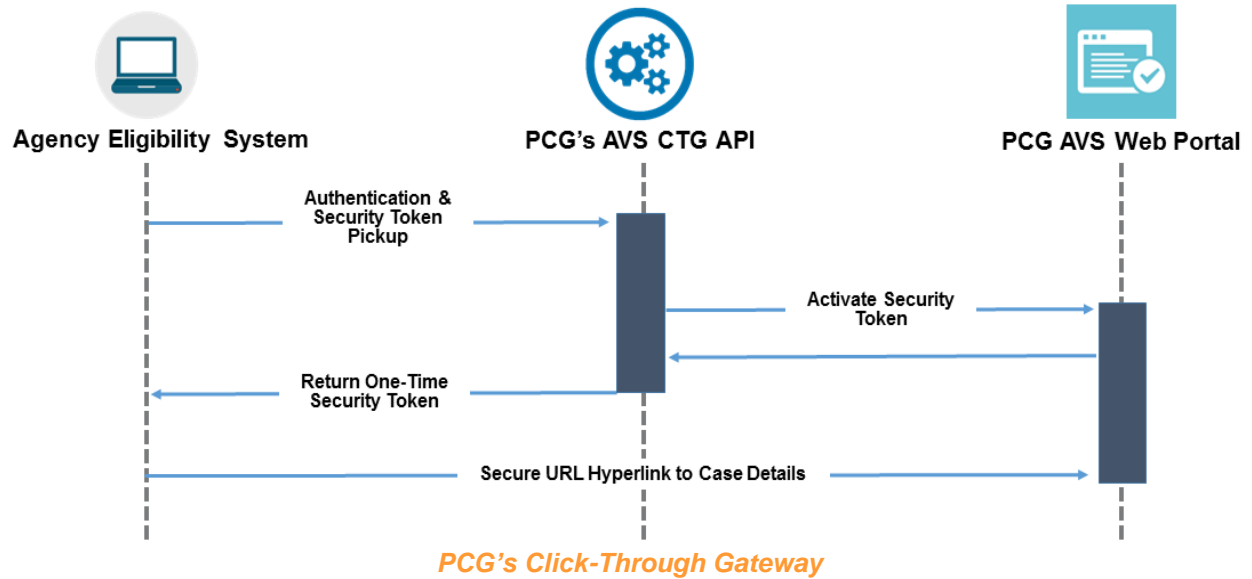 Agency Eligibility System
PCG's AVS CTG API
PCG AVS Web Portal
Authentication &
Security Token
Pickup
Activate Security
Token
Return One-Time
Security Token
Secure URL Hyperlink to Case Details
PCG's Click-Through Gateway